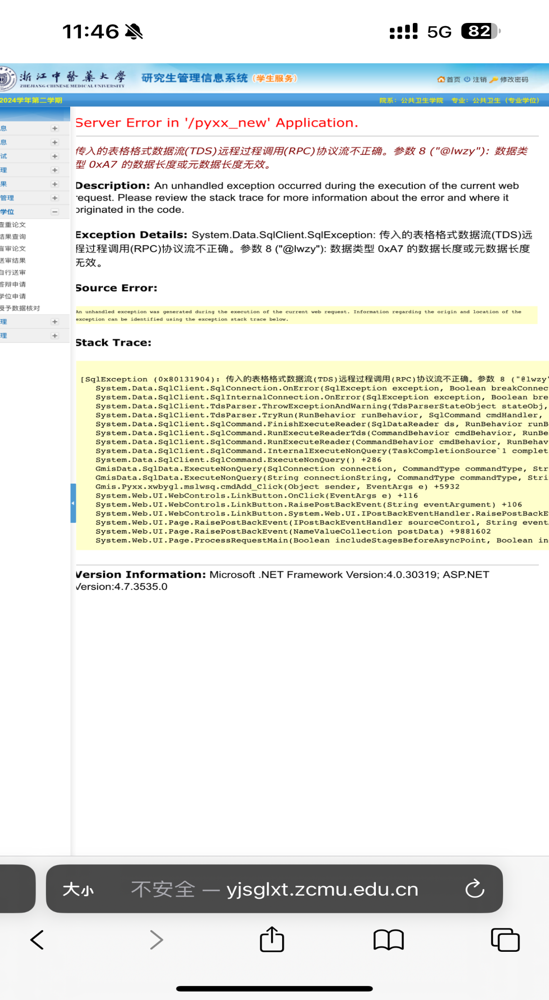 11:46
5G 82
浙江中醫藥大學
ZHEJIANG CHINESE MEDICAL UNIVERSITY
研究生管理信息系统 (学生服务)
首页 注销 修改密码
2024学年第二学期
院系: 公共卫生学院 专业: 公共卫生 (专业学位)
息
息
试
理
果
管理
学位
查重论文
结果查询
盲审论文
送审结果
自行送审
答辩申请
学位申请
授予数据核对
理
理
Server Error in '/pyxx_new' Application.
传入的表格格式数据流(TDS)远程过程调用(RPC)协议流不正确。参数 8 ("@lwzy"): 数据类
型 0xA7 的数据长度或元数据长度无效。
Description: An unhandled exception occurred during the execution of the current web
request. Please review the stack trace for more information about the error and where it
originated in the code.
Exception Details: System.Data.SqlClient.SqlException: 传入的表格格式数据流(TDS)远
程过程调用(RPC)协议流不正确。参数 8 ("@lwzy"): 数据类型 0xA7 的数据长度或元数据长度
无效。
Source Error:
An unhandled exception was generated during the execution of the current web request. Information regarding the origin and location of the
exception can be identified using the exception stack trace below.
Stack Trace:
[SqlException (0x80131904): 传入的表格格式数据流(TDS)远程过程调用(RPC)协议流不正确。参数 8 ("@lwzy"
System.Data.SqlClient.SqlConnection.OnError(SqlException exception, Boolean breakConnec
System.Data.SqlClient.SqlInternalConnection.OnError(SqlException exception, Boolean bre
System.Data.SqlClient.TdsParser.ThrowExceptionAndWarning(TdsParserStateObject stateObj,
System.Data.SqlClient.TdsParser.TryRun(RunBehavior runBehavior, SqlCommand cmdHandler,
System.Data.SqlClient.SqlCommand.FinishExecuteReader(SqlDataReader ds, RunBehavior runB
System.Data.SqlClient.SqlCommand.RunExecuteReaderTds(CommandBehavior cmdBehavior, RunBe
System.Data.SqlClient.SqlCommand.RunExecuteReader(CommandBehavior cmdBehavior, RunBehav
System.Data.SqlClient.SqlCommand.InternalExecuteNonQuery(TaskCompletionSource`1 complet
System.Data.SqlClient.SqlCommand.ExecuteNonQuery() +286
GmisData.SqlData.ExecuteNonQuery(SqlConnection connection, CommandType commandType, Str
GmisData.SqlData.ExecuteNonQuery(String connectionString, CommandType commandType, Stri
Gmis.Pyxx.xwbygl.mslwsq.cmdAdd_Click(Object sender, EventArgs e) +5932
System.Web.UI.WebControls.LinkButton.OnClick(EventArgs e) +116
System.Web.UI.WebControls.LinkButton.RaisePostBackEvent(String eventArgument) +106
System.Web.UI.WebControls.LinkButton.System.Web.UI.IPostBackEventHandler.RaisePostBackE
System.Web.UI.Page.RaisePostBackEvent(IPostBackEventHandler sourceControl, String event
System.Web.UI.Page.RaisePostBackEvent(NameValueCollection postData) +9881602
System.Web.UI.Page.ProcessRequestMain(Boolean includeStagesBeforeAsyncPoint, Boolean in
Version Information: Microsoft .NET Framework Version:4.0.30319; ASP.NET
Version:4.7.3535.0
大小 不安全 — yjsglxt.zcmu.edu.cn